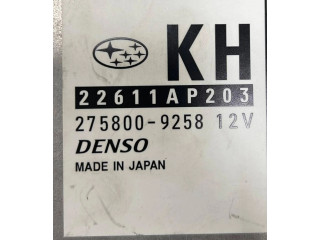 KH
22611AP203
275800-9258 12V
DENSO
MADE IN JAPAN